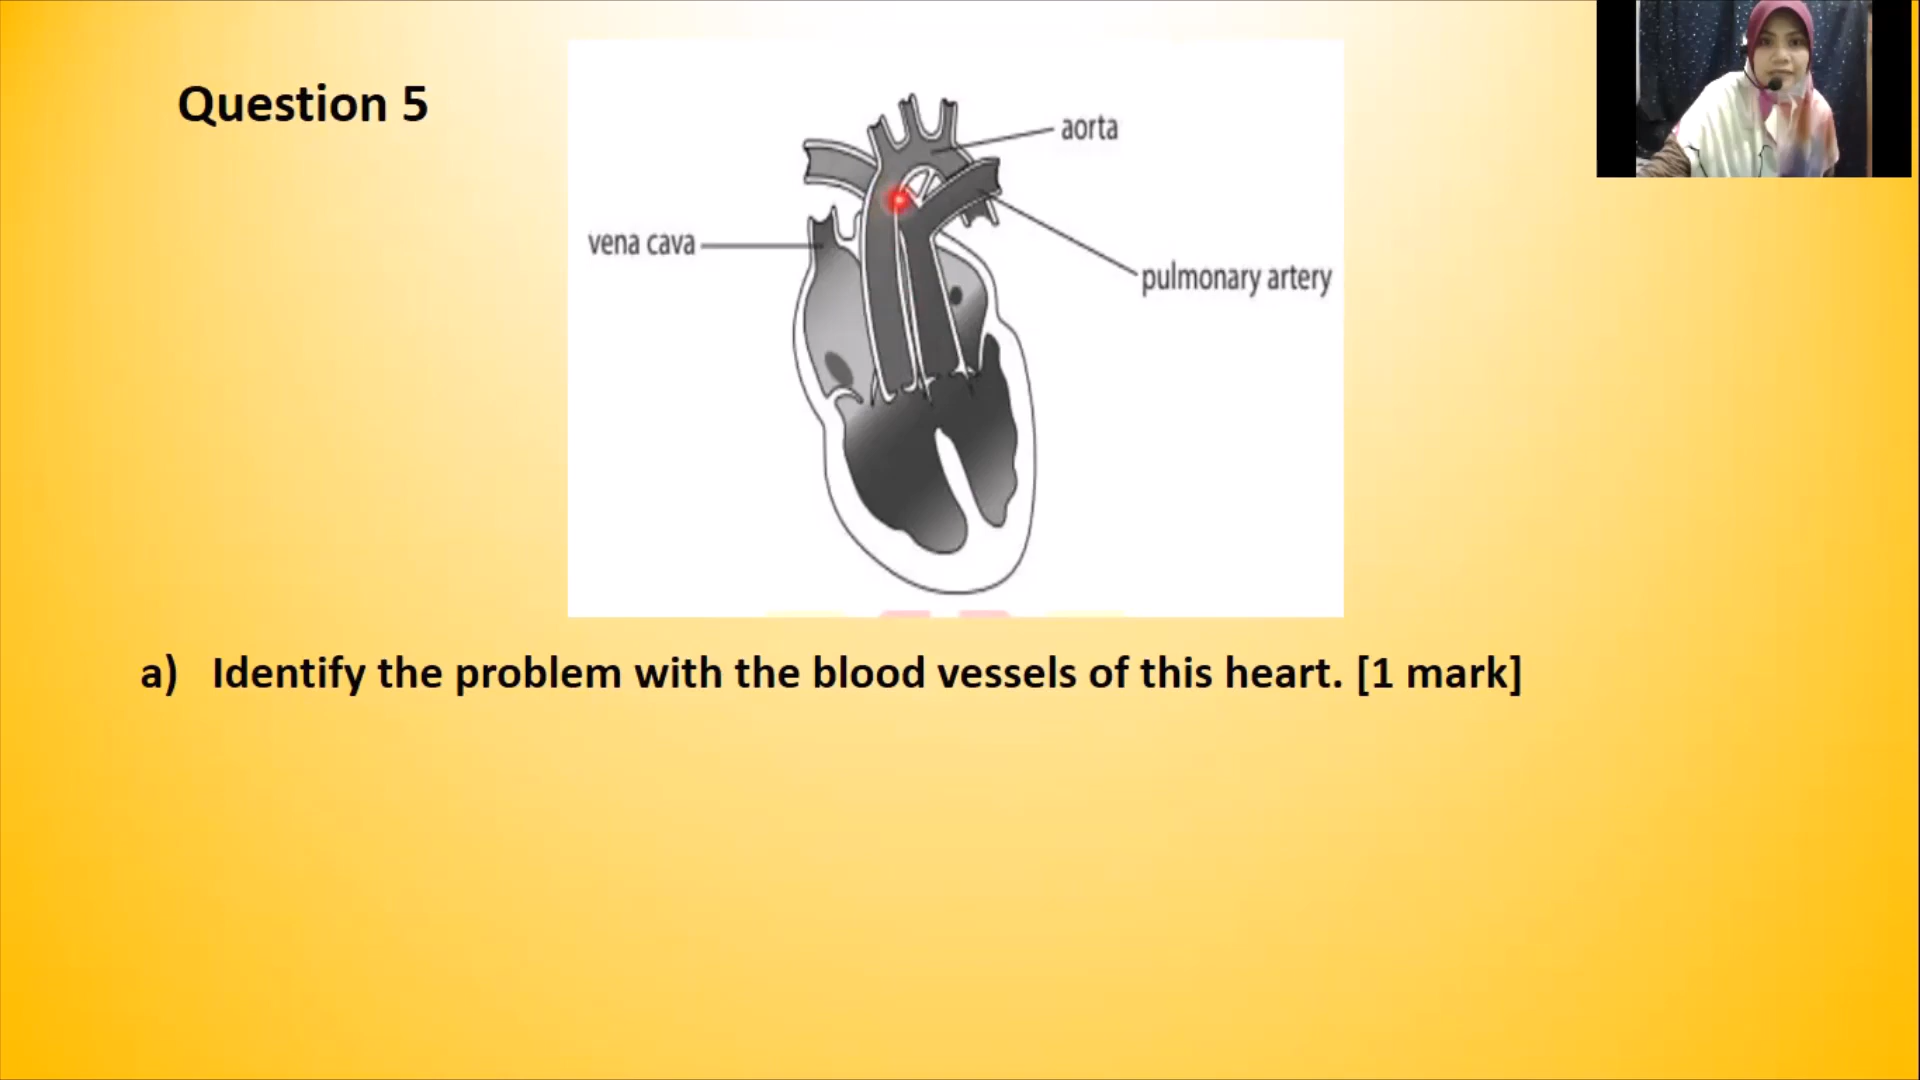 Question 5
aorta
vena cava
pulmonary artery
a) Identify the problem with the blood vessels of this heart. [1 mark]